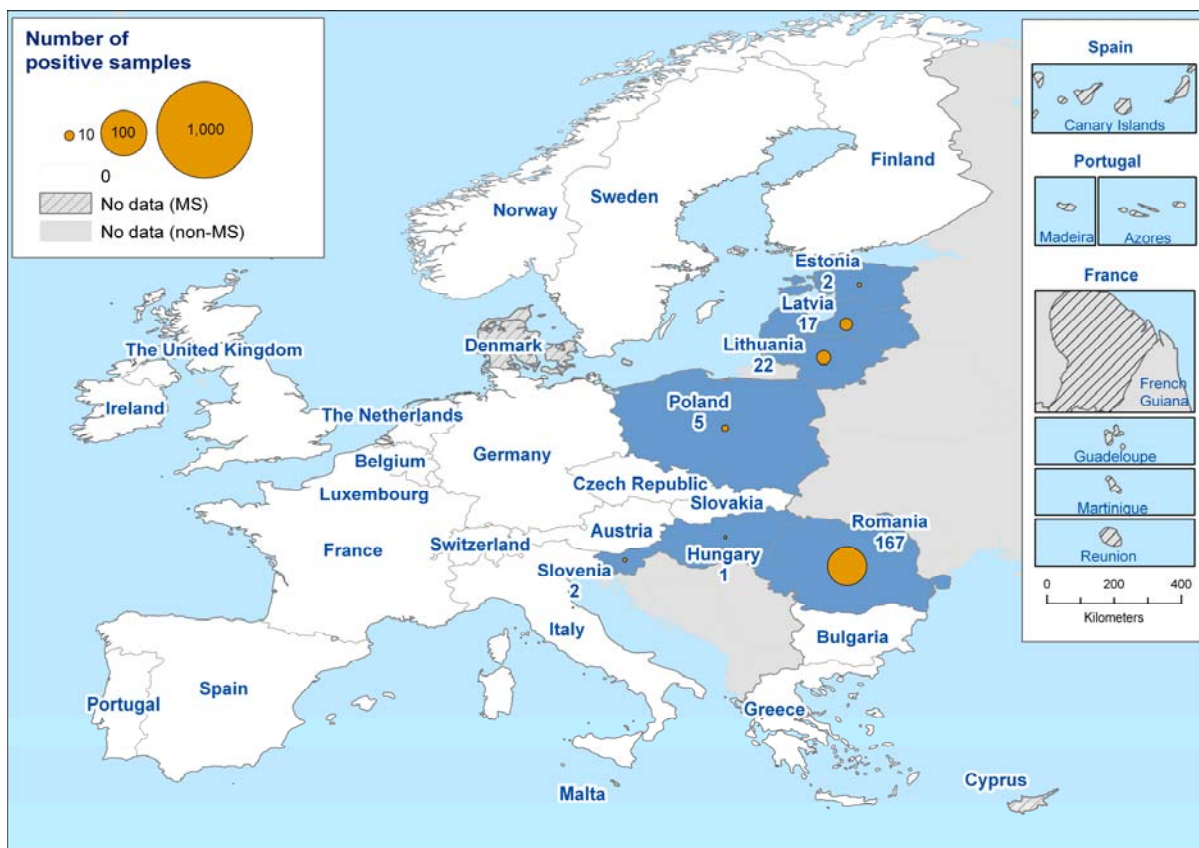 Number of
positive samples
10
100
1,000
0
No data (MS)
No data (non-MS)
Finland
Sweden
Norway
Estonia
2
Latvia
17
Lithuania
22
Denmark
The United Kingdom
Ireland
The Netherlands
Poland
5
Belgium
Germany
Luxembourg
Czech Republic
Slovakia
Austria
France
Switzerland
Romania
167
Hungary
1
Slovenia
2
Italy
Bulgaria
Portugal
Spain
Greece
Malta
Cyprus
Spain
Canary Islands
Portugal
Madeira
Azores
France
French
Guiana
Guadeloupe
Martinique
Reunion
0 200 400
Kilometers